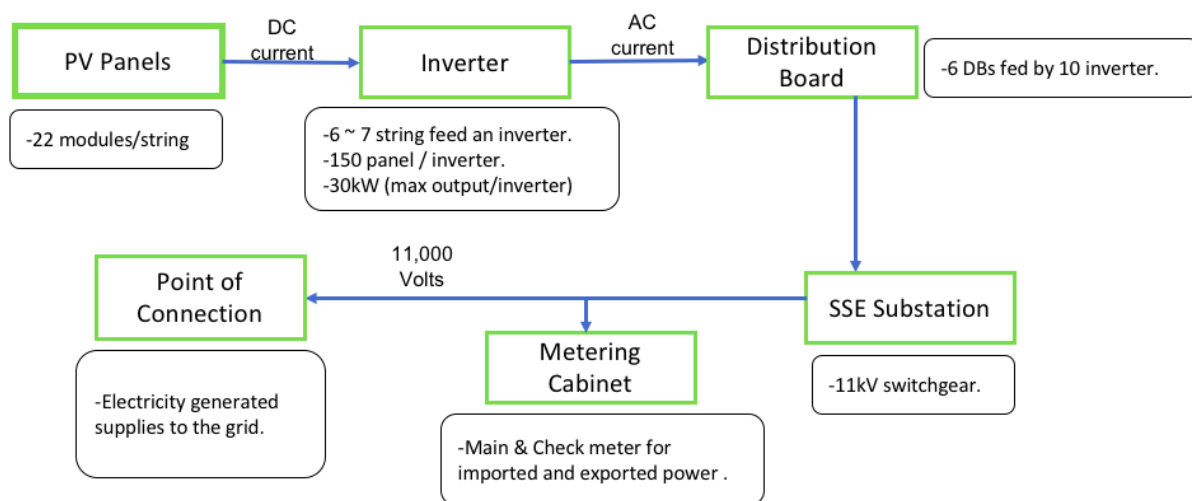 PV Panels
DC
current
Inverter
AC
current
Distribution
Board
-6 DBs fed by 10 inverter.
-22 modules/string
-6 ~ 7 string feed an inverter.
-150 panel / inverter.
-30kW (max output/inverter)
11,000
Volts
Point of
Connection
SSE Substation
Metering
Cabinet
-Electricity generated
supplies to the grid.
-11kV switchgear.
-Main & Check meter for
imported and exported power .